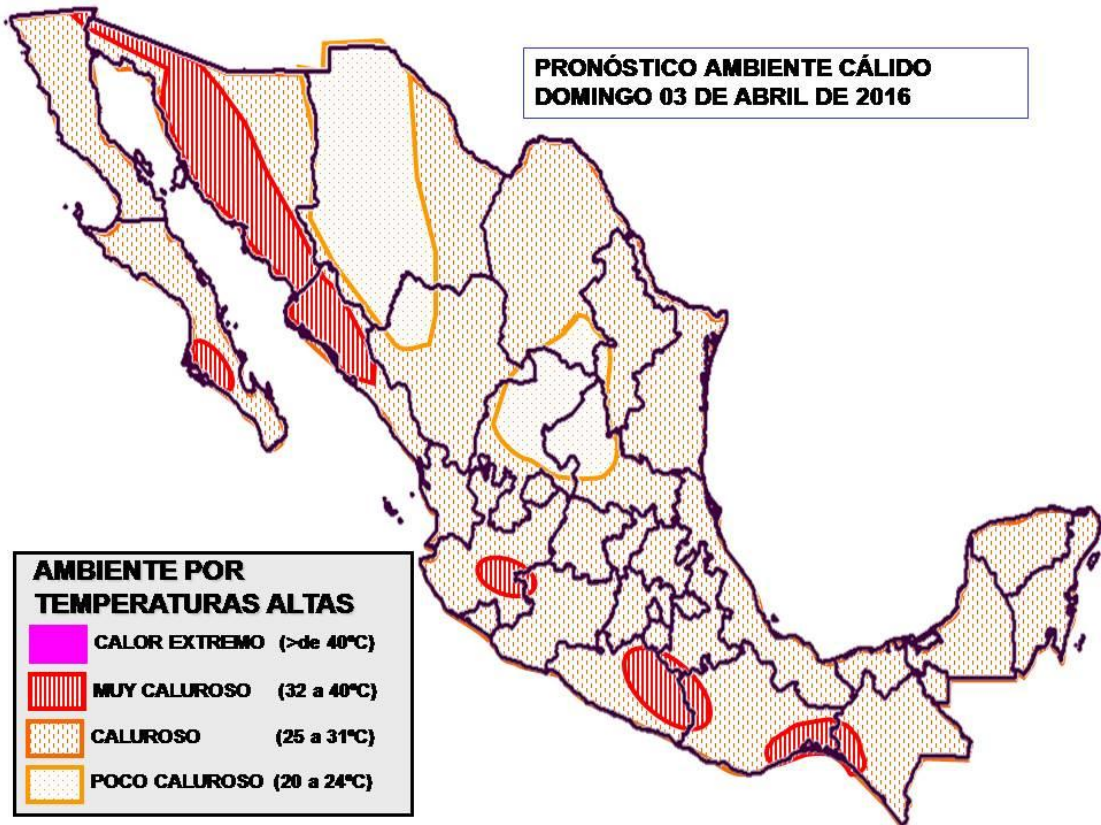 PRONÓSTICO AMBIENTE CÁLIDO
DOMINGO 03 DE ABRIL DE 2016
AMBIENTE POR
TEMPERATURAS ALTAS
CALOR EXTREMO (>de 40ºC)
MUY CALUROSO (32 a 40ºC)
CALUROSO (25 a 31ºC)
POCO CALUROSO (20 a 24ºC)